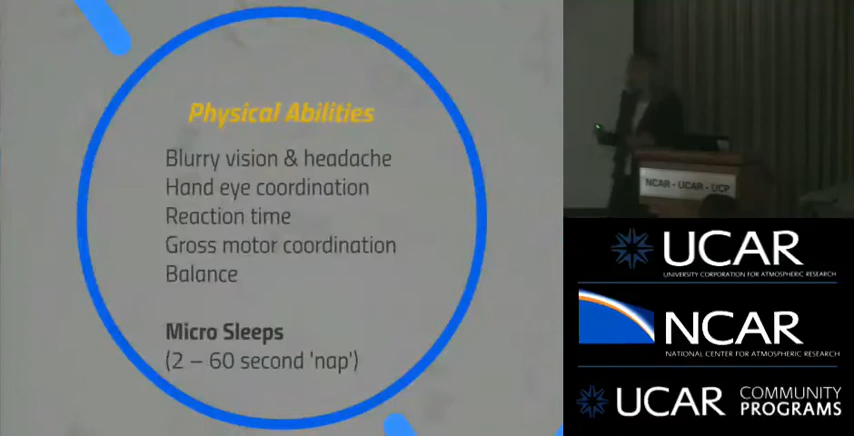 Physical Abilities
Blurry vision & headache
Hand eye coordination
Reaction time
Gross motor coordination
Balance
Micro Sleeps
(2 – 60 second 'nap')
NCAR - UCAR - UCP
UCAR
UNIVERSITY CORPORATION FOR ATMOSPHERIC RESEARCH
NCAR
NATIONAL CENTER FOR ATMOSPHERIC RESEARCH
UCAR COMMUNITY
PROGRAMS